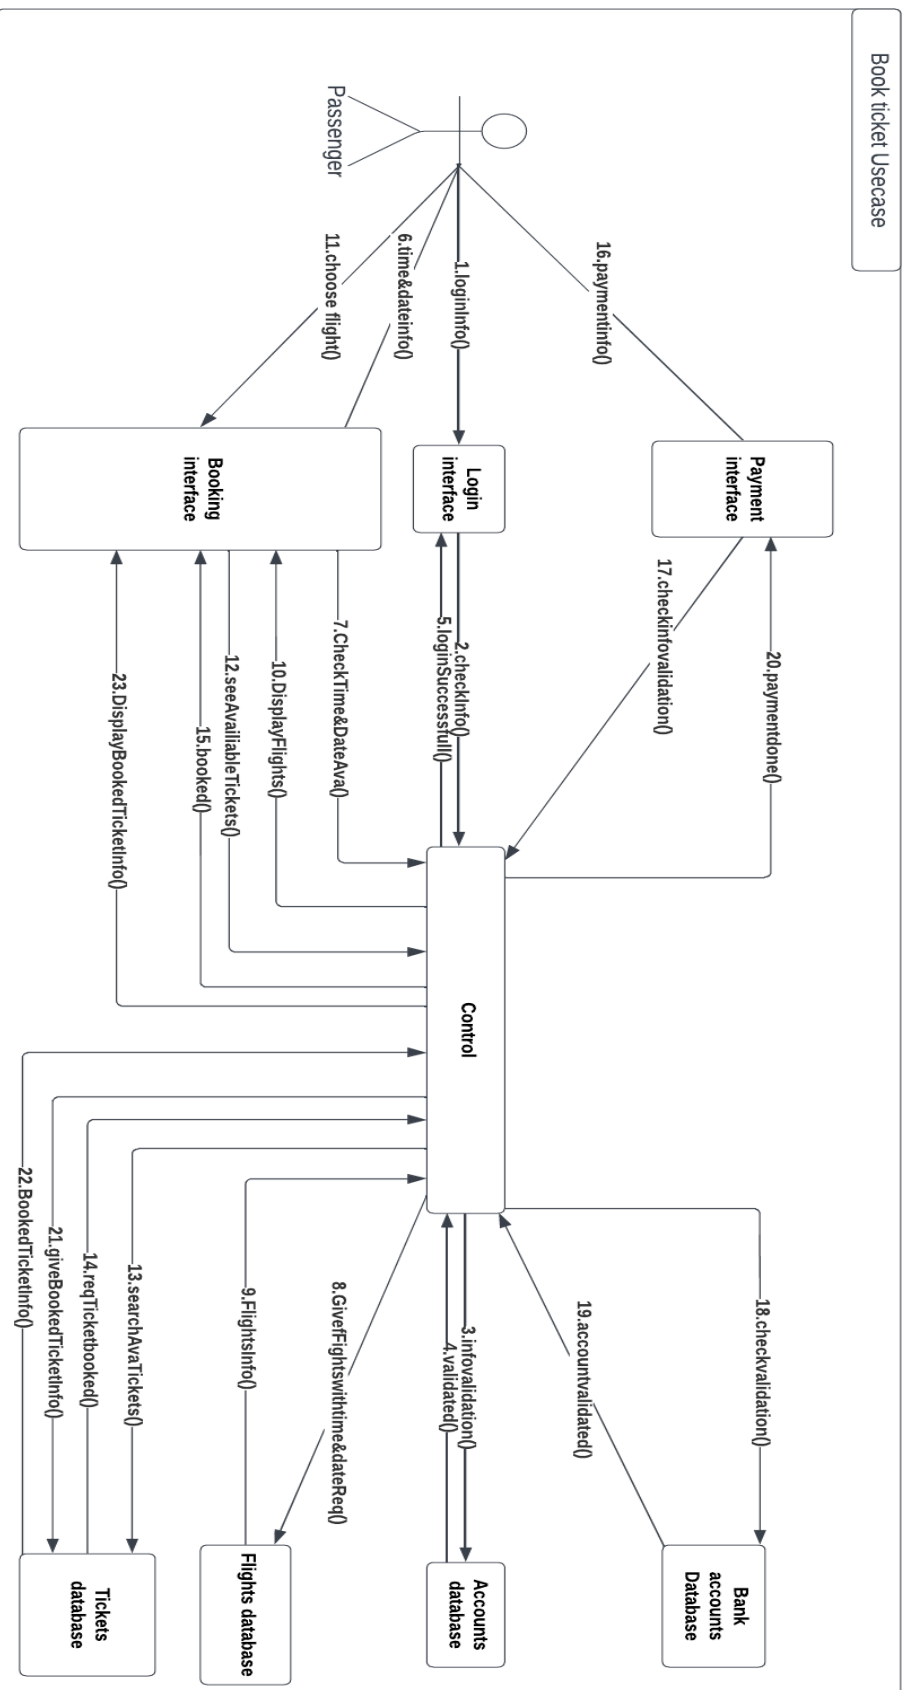 Book ticket Usecase
Passenger
16.paymentinfo()
1.loginInfo()
6.time&dateinfo()
11.choose flight()
Payment
interface
Login
interface
Booking
interface
20.paymentdone()
17.checkinfovalidation()
2.checkInfo()
5.loginSuccessfull()
7.CheckTime&DateAva()
10.DisplayFlights()
12.seeAvailiableTickets()
15.booked()
23.DisplayBookedTicketInfo()
Control
18.checkvalidation()
19.accountvalidated()
3.infovalidation()
4.validated()
8.GivefFightswithtime&dateReq()
9.FlightsInfo()
13.searchAvaTickets()
14.reqTicketbooked()
21.giveBookedTicketInfo()
22.BookedTicketInfo()
Bank
accounts
Database
Accounts
database
Flights database
Tickets
database